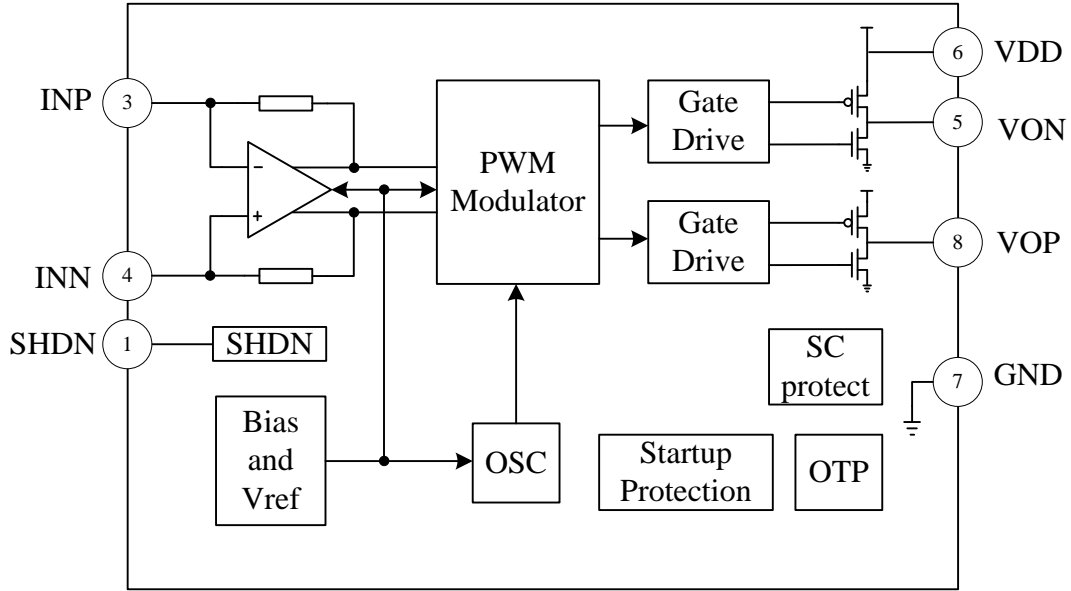 INP
3
INN
4
SHDN
1
−
+
SHDN
Bias
and
Vref
PWM
Modulator
OSC
Gate
Drive
Gate
Drive
SC
protect
Startup
Protection
OTP
6
VDD
5
VON
8
VOP
7
GND